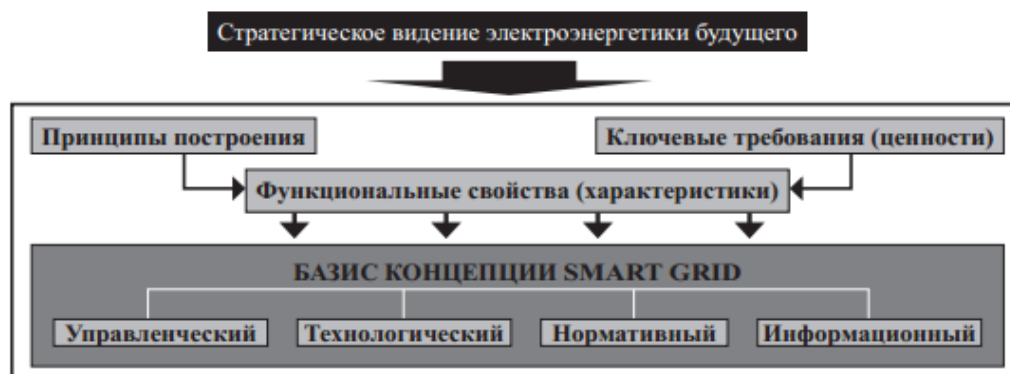 Стратегическое видение электроэнергетики будущего
Принципы построения
Ключевые требования (ценности)
Функциональные свойства (характеристики)
БАЗИС КОНЦЕПЦИИ SMART GRID
Управленческий
Технологический
Нормативный
Информационный